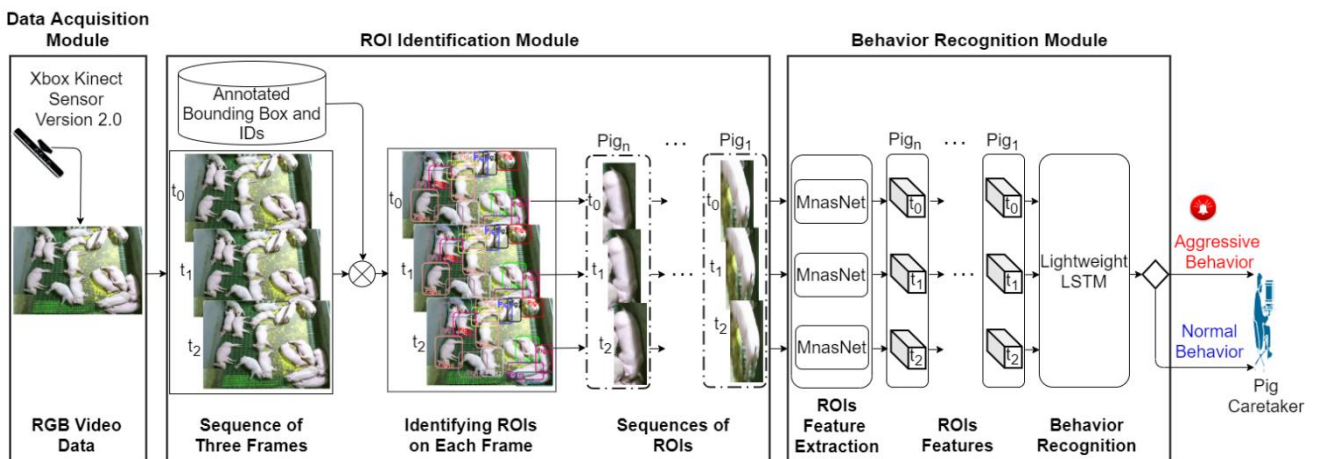 Data Acquisition
Module
ROI Identification Module
Behavior Recognition Module
Xbox Kinect
Sensor
Version 2.0
RGB Video
Data
Annotated
Bounding Box and
IDs
t0
t1
t2
Sequence of
Three Frames
t0
t1
t2
Identifying ROIs
on Each Frame
Pign
...
Pig1
t0
t0
t1
...
t1
t2
t2
Sequences of
ROIs
MnasNet
MnasNet
MnasNet
ROIs
Feature
Extraction
Pign
...
Pig1
t0
t0
t1
...
t1
t2
t2
ROIs
Features
Lightweight
LSTM
Behavior
Recognition
Aggressive
Behavior
Normal
Behavior
Pig
Caretaker